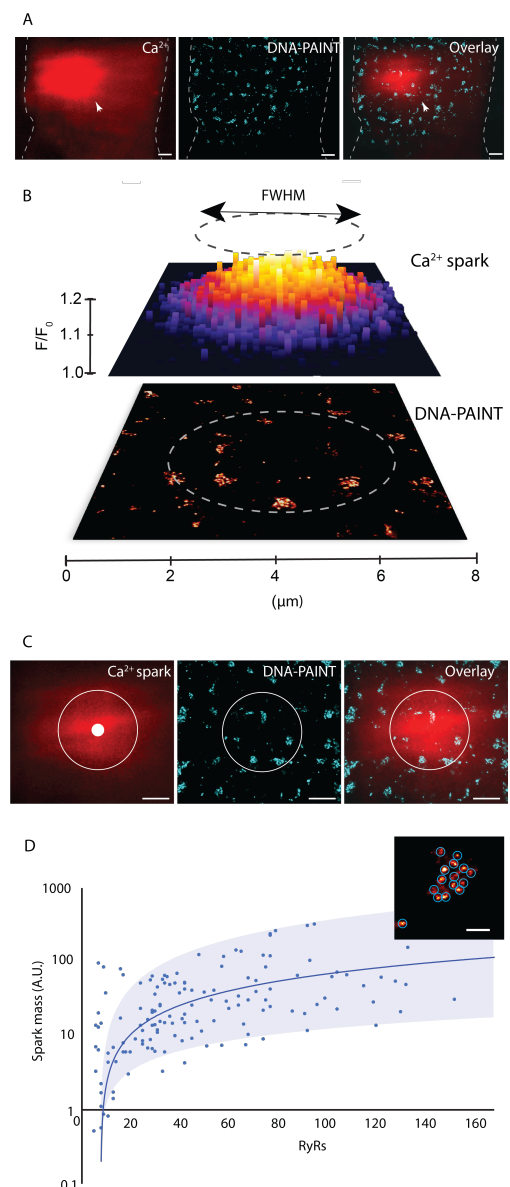 A
Ca²⁺ DNA-PAINT Overlay
B
FWHM
Ca²⁺ spark
1.2
1.1
1.0
F/F₀
DNA-PAINT
0 2 4 6 8
(μm)
C
Ca²⁺ spark DNA-PAINT Overlay
D
1000
100
10
1
0.1
Spark mass (A.U.)
0 20 40 60 80 100 120 140 160
RyRs